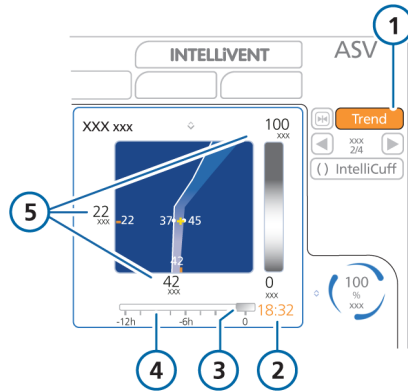 1
INTELLiVENT
ASV
Trend
XXX xxx
100
xxx
xxx
2/4
() IntelliCuff
5
22
xxx
22
37
45
42
42
xxx
0
xxx
100
%
xxx
-12h
-6h
0
18:32
4
3
2